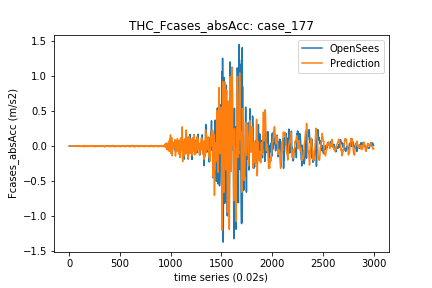 THC_Fcases_absAcc: case_177
OpenSees
Prediction
Fcases_absAcc (m/s2)
1.5
1.0
0.5
0.0
−0.5
−1.0
−1.5
0 500 1000 1500 2000 2500 3000
time series (0.02s)